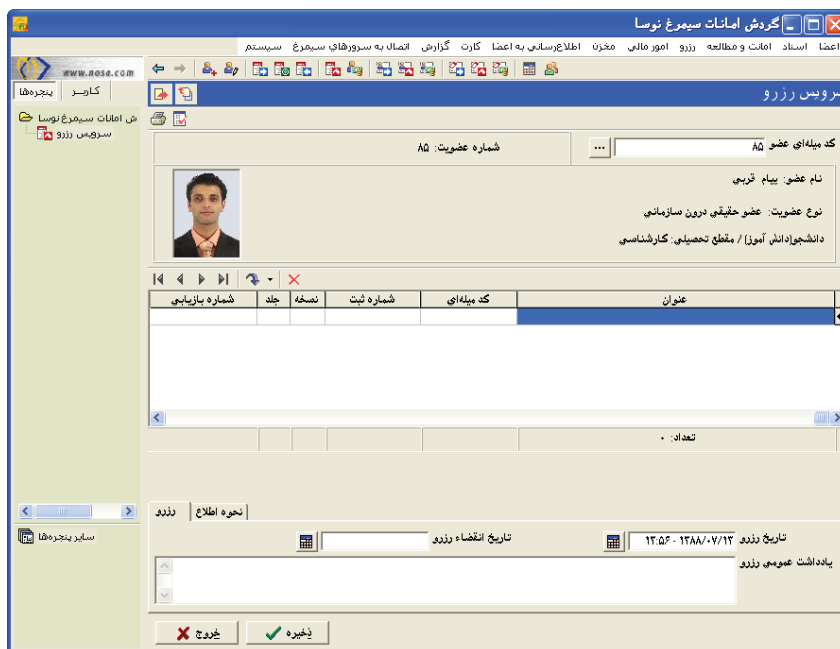 گردش امانات سیمرغ نوسا
اعضا اسناد امانت و مطالعه رزرو امور مالی مخزن اطلاع‌رسانی به اعضا کارت گزارش اتصال به سرورهای سیمرغ سیستم
www.nosa.com
کاربر پنجره‌ها
سرویس رزرو
ش امانات سیمرغ نوسا
سرویس رزرو
کد میله‌ای عضو ۸۵
شماره عضویت: ۸۵
نام عضو: پیام قربی
نوع عضویت: عضو حقیقی درون سازمانی
دانشجو(دانش آموز) / مقطع تحصیلی: کارشناسی
عنوان کد میله‌ای شماره ثبت نسخه جلد شماره بازیابی
تعداد: ۰
نحوه اطلاع رزرو
تاریخ رزرو ۱۳۸۸/۰۷/۱۳ - ۱۳:۵۶
تاریخ انقضاء رزرو
یادداشت عمومی رزرو
سایر پنجره‌ها
ذخیره خروج